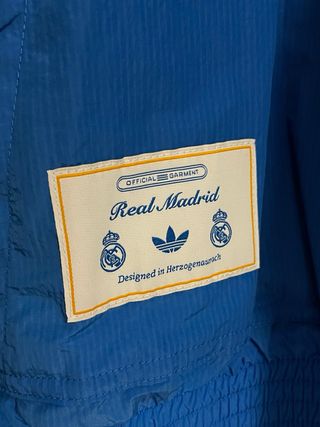 OFFICIAL GARMENT
Real Madrid
Designed in Herzogenaurach